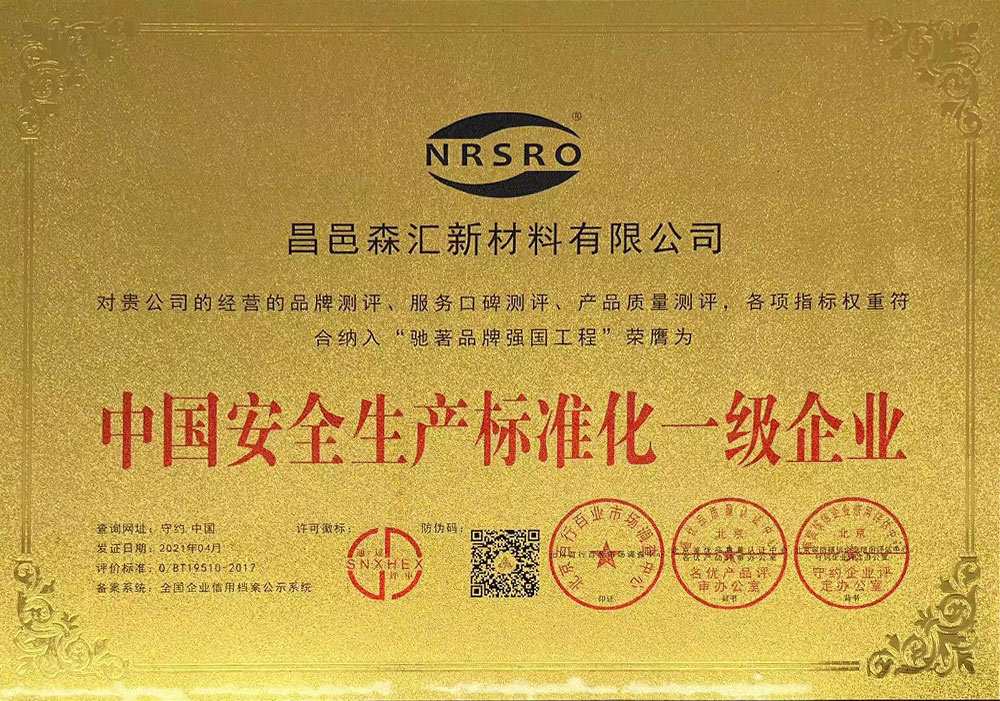 NRSRO
®
昌邑森汇新材料有限公司
对贵公司的经营的品牌测评、服务口碑测评、产品质量测评，各项指标权重符
合纳入“驰著品牌强国工程”荣膺为
中国安全生产标准化一级企业
查询网址：守约.中国
发证日期：2021年04月
评价标准：Q/BT19510-2017
备案系统：全国企业信用档案公示系统
许可徽标：
SNXHEX
评审
防伪码：
北京
各优产品评
审办公室
北京
守约企业评
定办公室